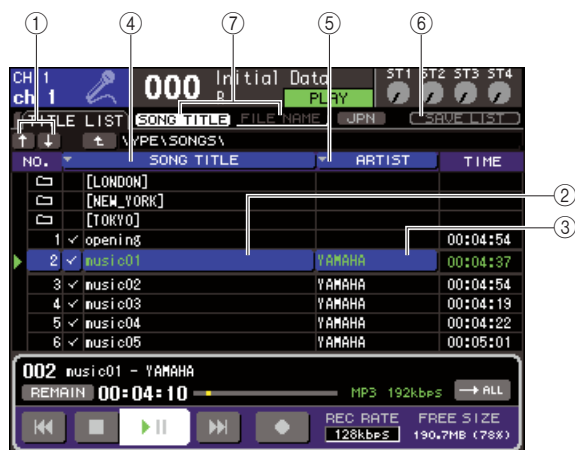 ① ④ ⑦ ⑤ ⑥
CH 1 000 Initial Data ST1 ST2 ST3 ST4
ch 1 R PLAY
TITLE LIST SONG TITLE FILE NAME JPN SAVE LIST
\YPE\SONGS\
NO. SONG TITLE ARTIST TIME
[LONDON]
[NEW_YORK] ②
[TOKYO]
1 ✓ opening 00:04:54 ③
2 ✓ music01 YAMAHA 00:04:37
3 ✓ music02 YAMAHA 00:04:54
4 ✓ music03 YAMAHA 00:04:19
5 ✓ music04 YAMAHA 00:04:22
6 ✓ music05 YAMAHA 00:05:01
002 music01 - YAMAHA
REMAIN 00:04:10 MP3 192kbps → ALL
REC RATE FREE SIZE
128kbps 190.7MB (78%)